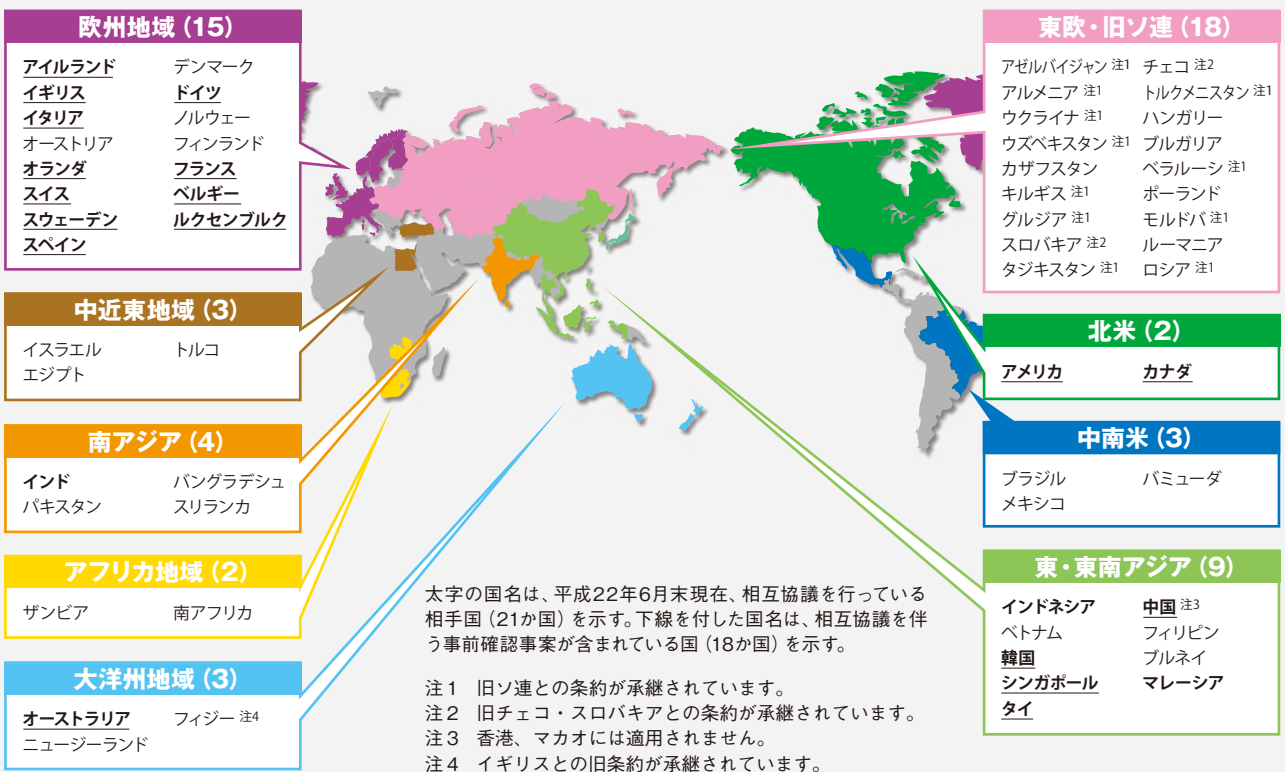 欧州地域（15）
アイルランド　デンマーク
イギリス　ドイツ
イタリア　ノルウェー
オーストリア　フィンランド
オランダ　フランス
スイス　ベルギー
スウェーデン　ルクセンブルク
スペイン
中近東地域（3）
イスラエル　トルコ
エジプト
南アジア（4）
インド　バングラデシュ
パキスタン　スリランカ
アフリカ地域（2）
ザンビア　南アフリカ
大洋州地域（3）
オーストラリア　フィジー 注4
ニュージーランド
東欧・旧ソ連（18）
アゼルバイジャン 注1　チェコ 注2
アルメニア 注1　トルクメニスタン 注1
ウクライナ 注1　ハンガリー
ウズベキスタン 注1　ブルガリア
カザフスタン　ベラルーシ 注1
キルギス 注1　ポーランド
グルジア 注1　モルドバ 注1
スロバキア 注2　ルーマニア
タジキスタン 注1　ロシア 注1
北米（2）
アメリカ　カナダ
中南米（3）
ブラジル　バミューダ
メキシコ
東・東南アジア（9）
インドネシア　中国 注3
ベトナム　フィリピン
韓国　ブルネイ
シンガポール　マレーシア
タイ
太字の国名は、平成22年6月末現在、相互協議を行っている
相手国（21か国）を示す。下線を付した国名は、相互協議を伴
う事前確認事案が含まれている国（18か国）を示す。
注1　旧ソ連との条約が承継されています。
注2　旧チェコ・スロバキアとの条約が承継されています。
注3　香港、マカオには適用されません。
注4　イギリスとの旧条約が承継されています。